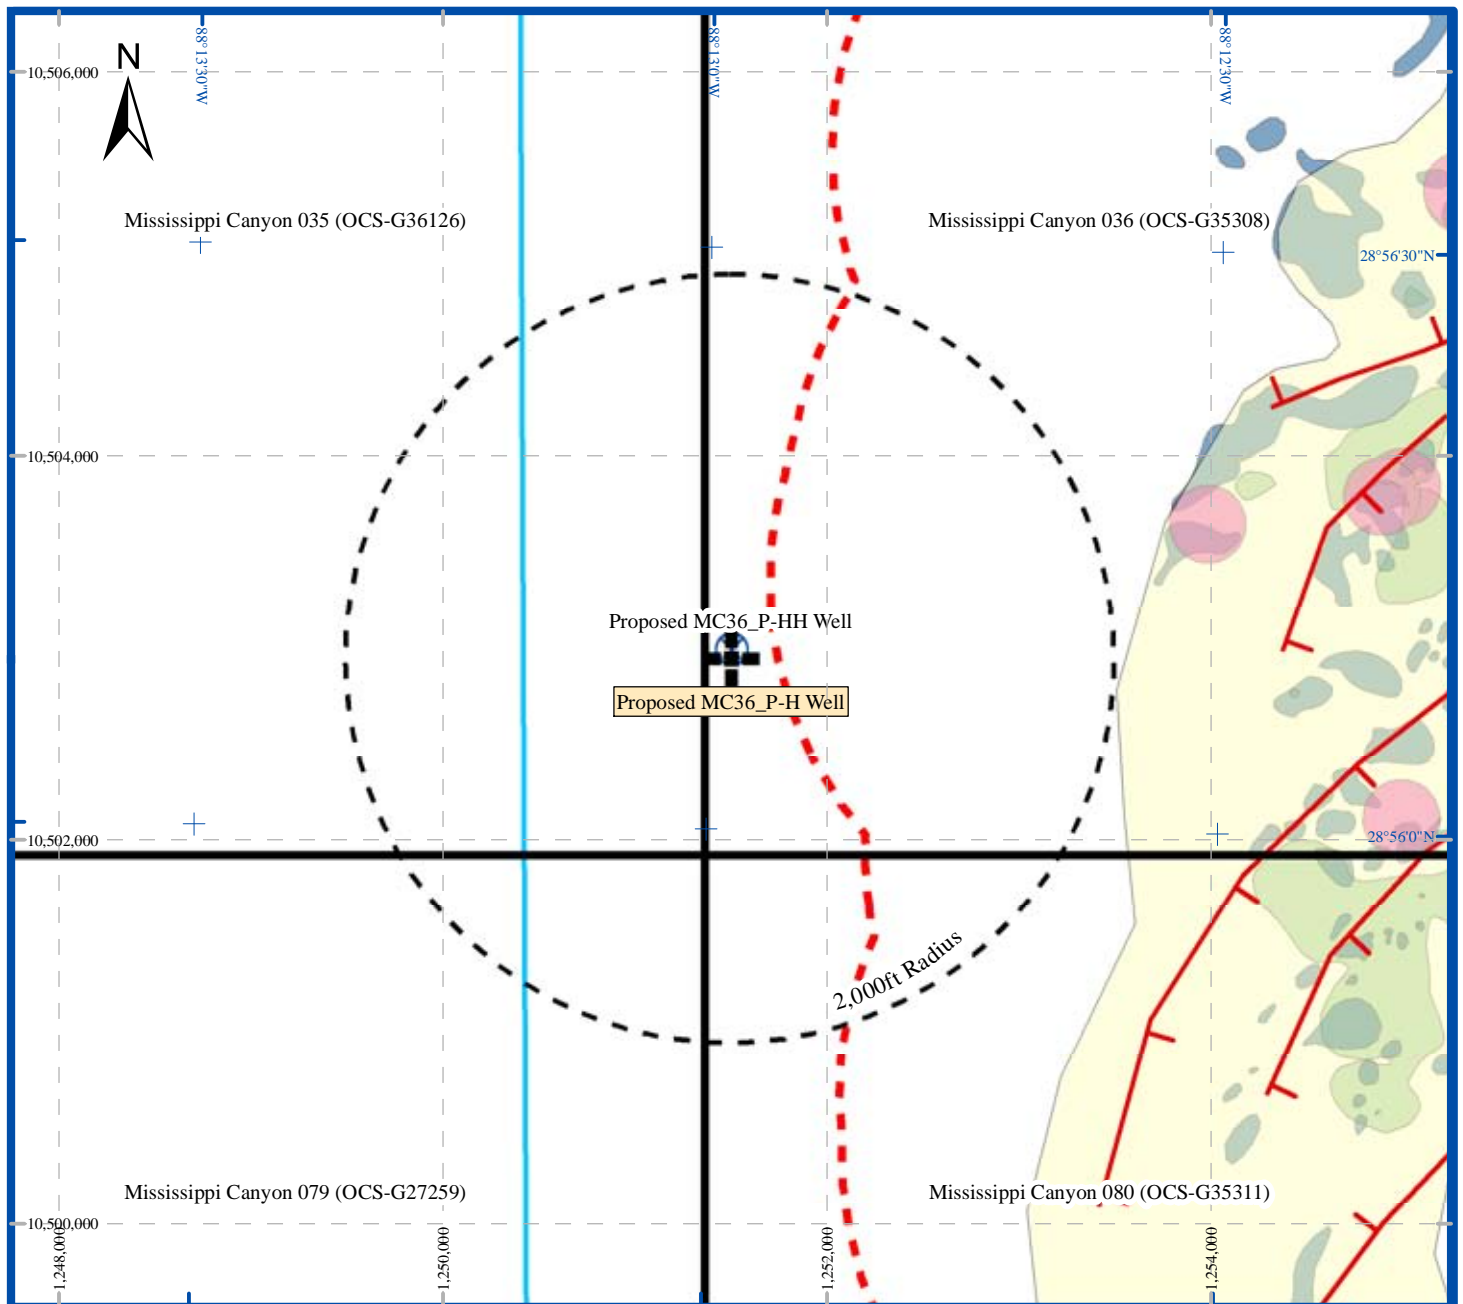 88°13'30"W
88°13'0"W
88°12'30"W
N
10,506,000
Mississippi Canyon 035 (OCS-G36126)
Mississippi Canyon 036 (OCS-G35308)
28°56'30"N
10,504,000
Proposed MC36_P-HH Well
Proposed MC36_P-H Well
28°56'0"N
10,502,000
2,000ft Radius
Mississippi Canyon 079 (OCS-G27259)
Mississippi Canyon 080 (OCS-G35311)
10,500,000
1,248,000
1,250,000
1,252,000
1,254,000